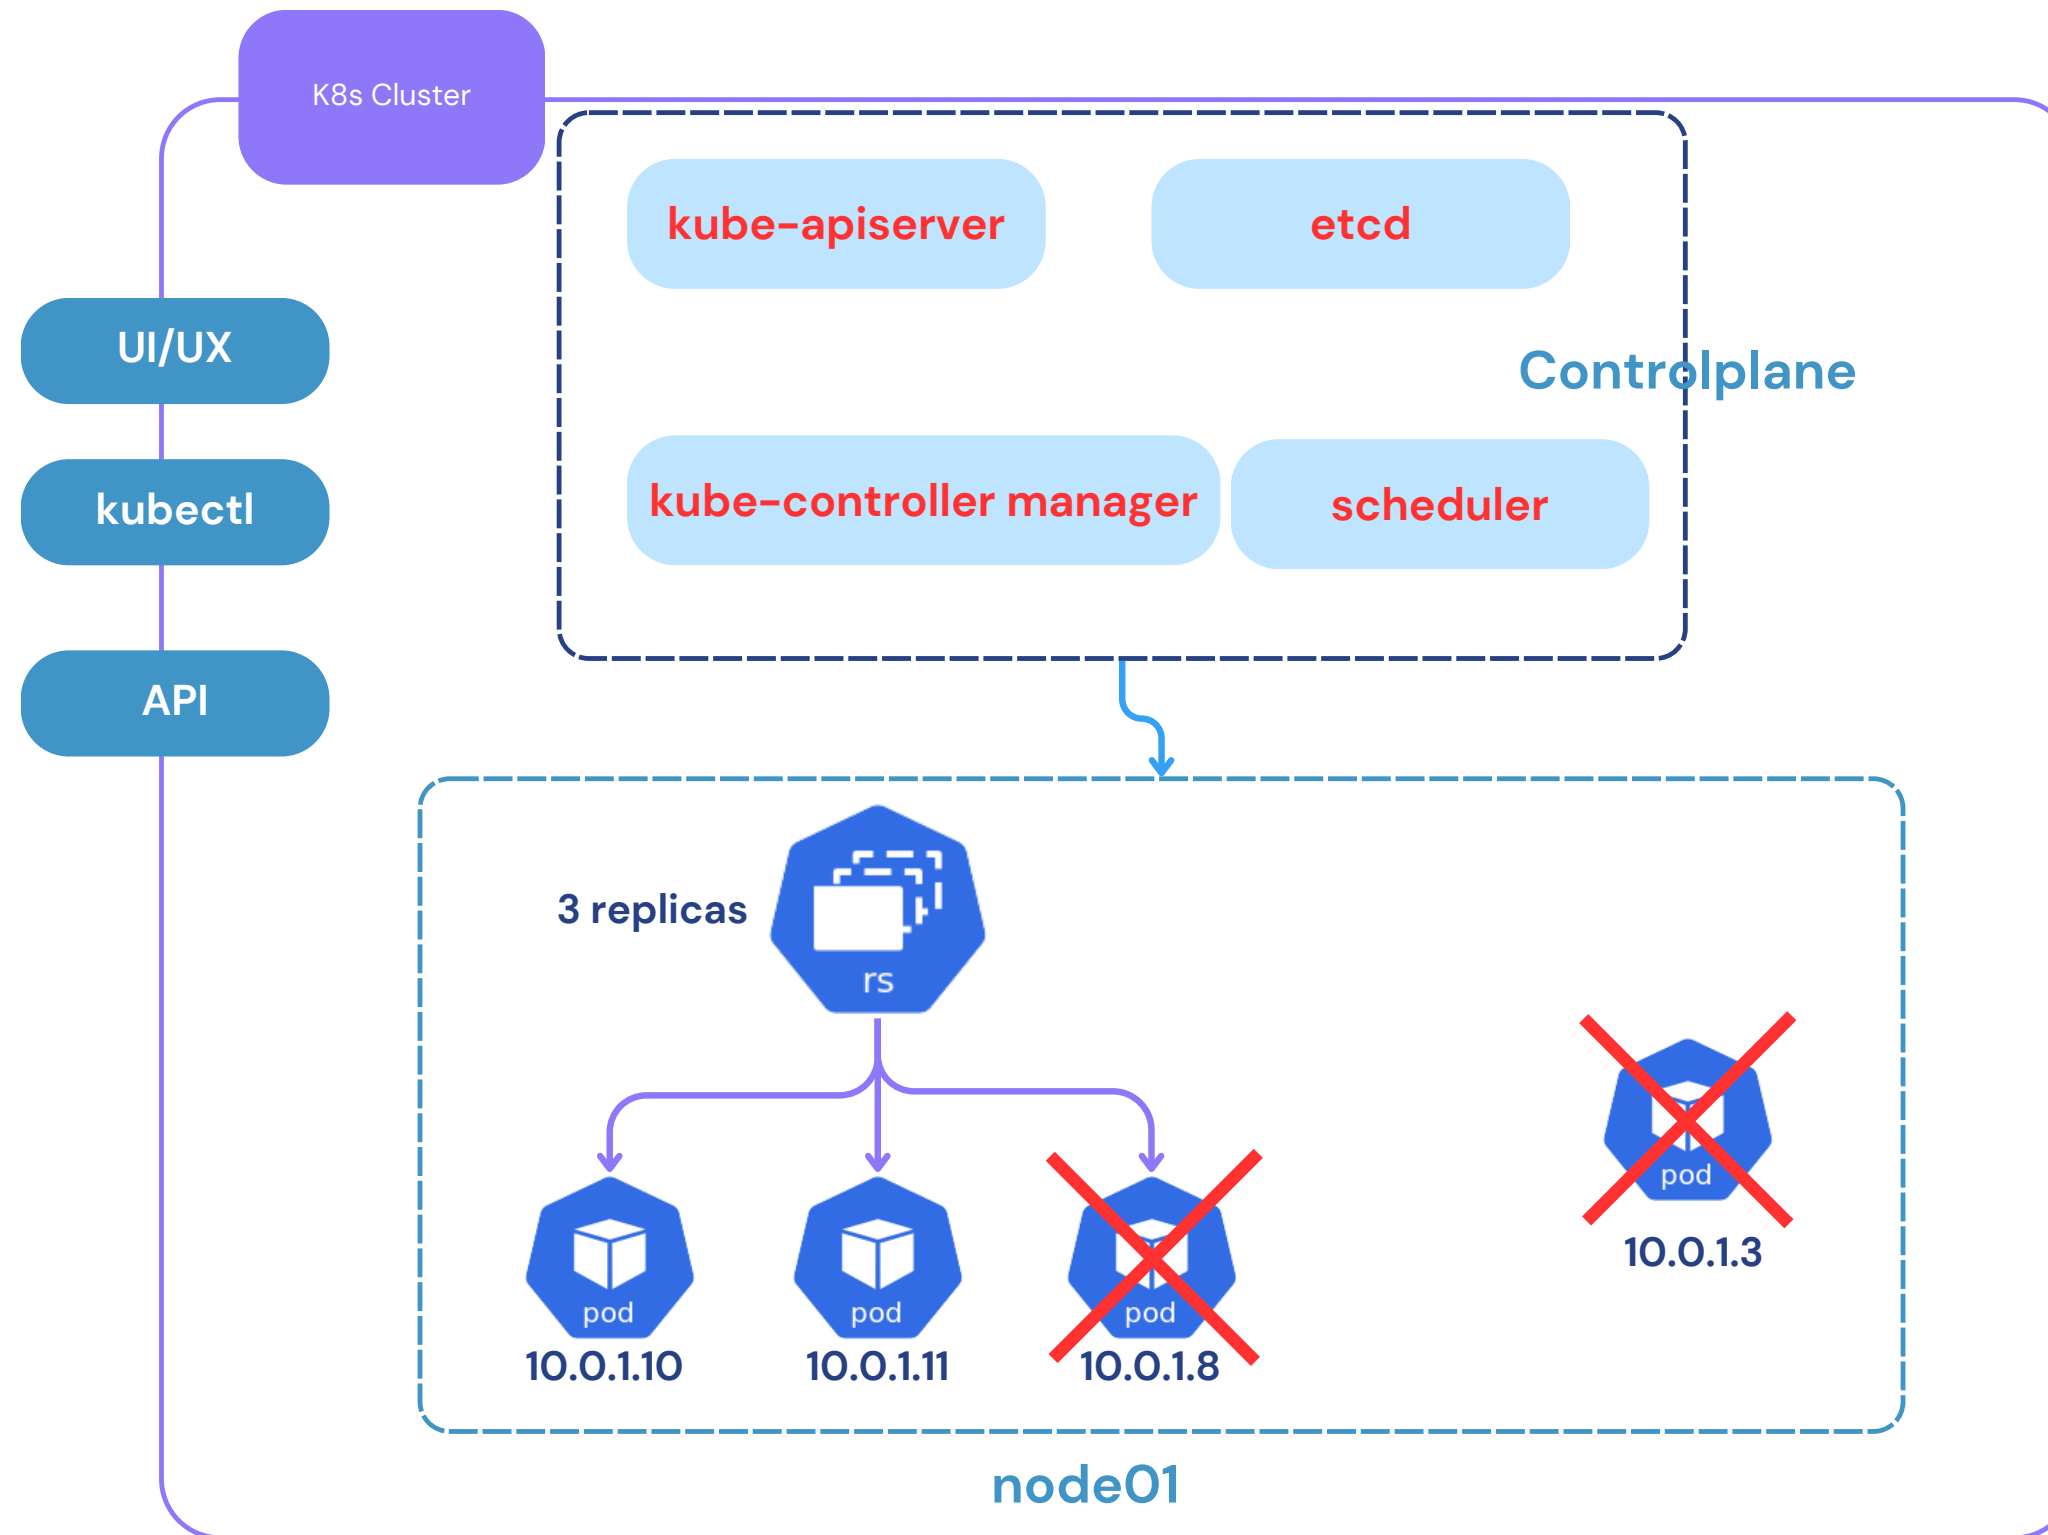 K8s Cluster
kube-apiserver
etcd
UI/UX
Controlplane
kubectl
kube-controller manager
scheduler
API
3 replicas
rs
pod
10.0.1.3
pod
pod
pod
10.0.1.10
10.0.1.11
10.0.1.8
node01